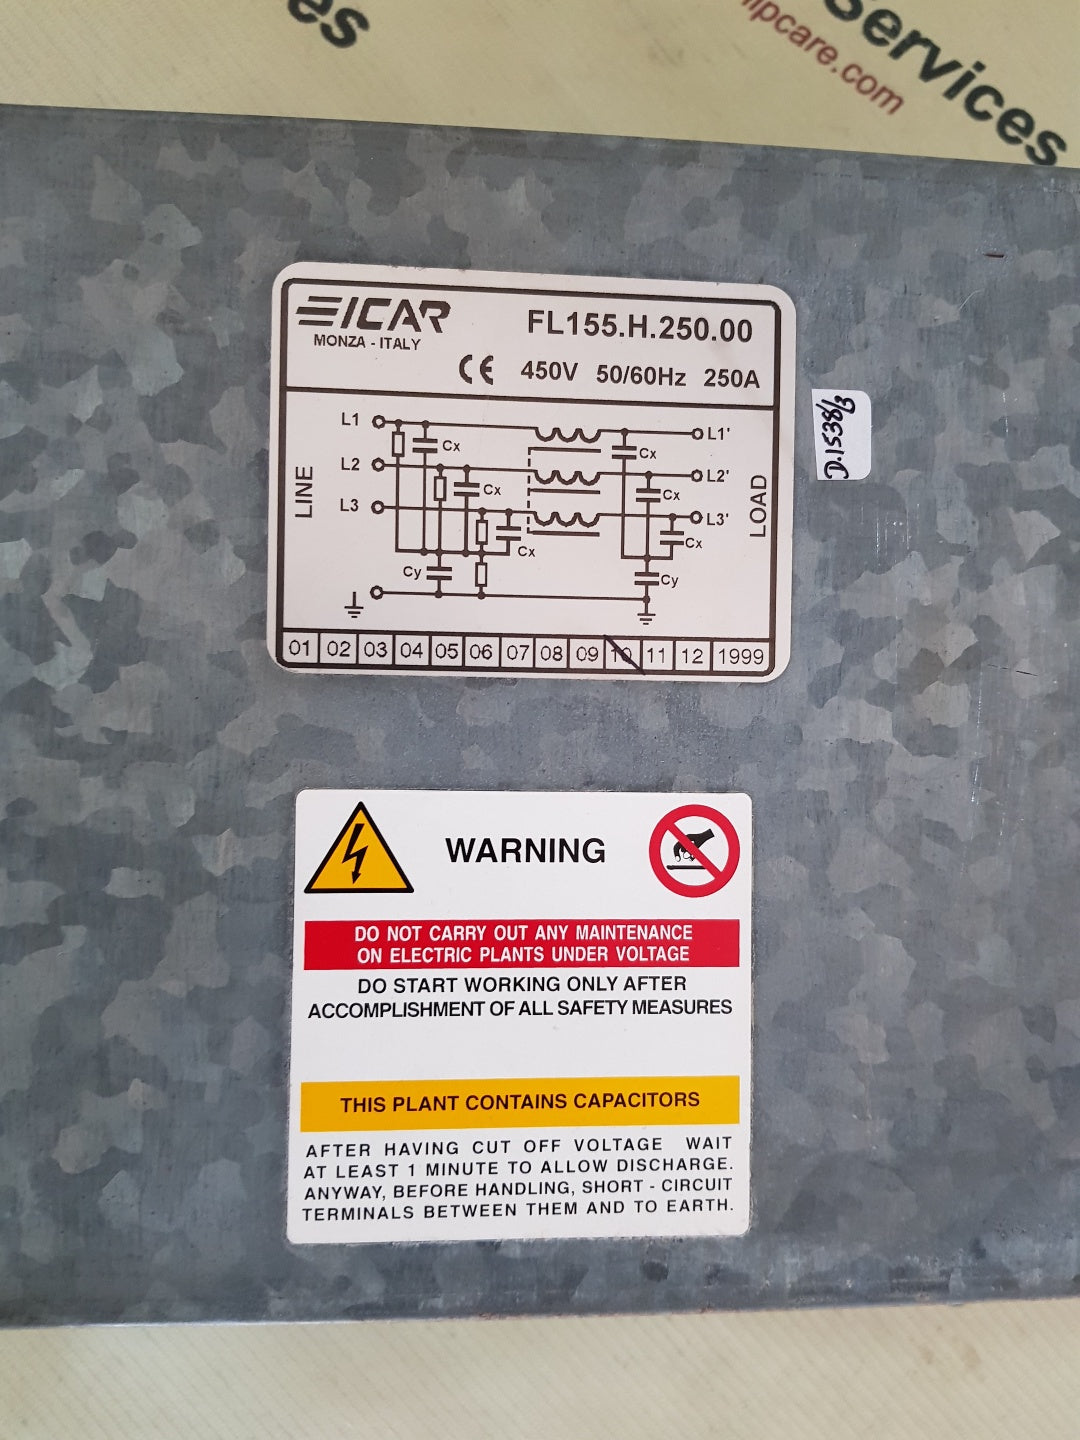 es
Services
ipcare.com
ICAR
MONZA - ITALY
FL155.H.250.00
CE 450V 50/60Hz 250A
LINE
L1
L2
L3
Cx
Cx
Cx
Cy
L1'
L2'
L3'
Cx
Cx
Cx
Cy
LOAD
01 02 03 04 05 06 07 08 09 10 11 12 1999
D.1538/3
WARNING
DO NOT CARRY OUT ANY MAINTENANCE
ON ELECTRIC PLANTS UNDER VOLTAGE
DO START WORKING ONLY AFTER
ACCOMPLISHMENT OF ALL SAFETY MEASURES
THIS PLANT CONTAINS CAPACITORS
AFTER HAVING CUT OFF VOLTAGE WAIT
AT LEAST 1 MINUTE TO ALLOW DISCHARGE.
ANYWAY, BEFORE HANDLING, SHORT - CIRCUIT
TERMINALS BETWEEN THEM AND TO EARTH.